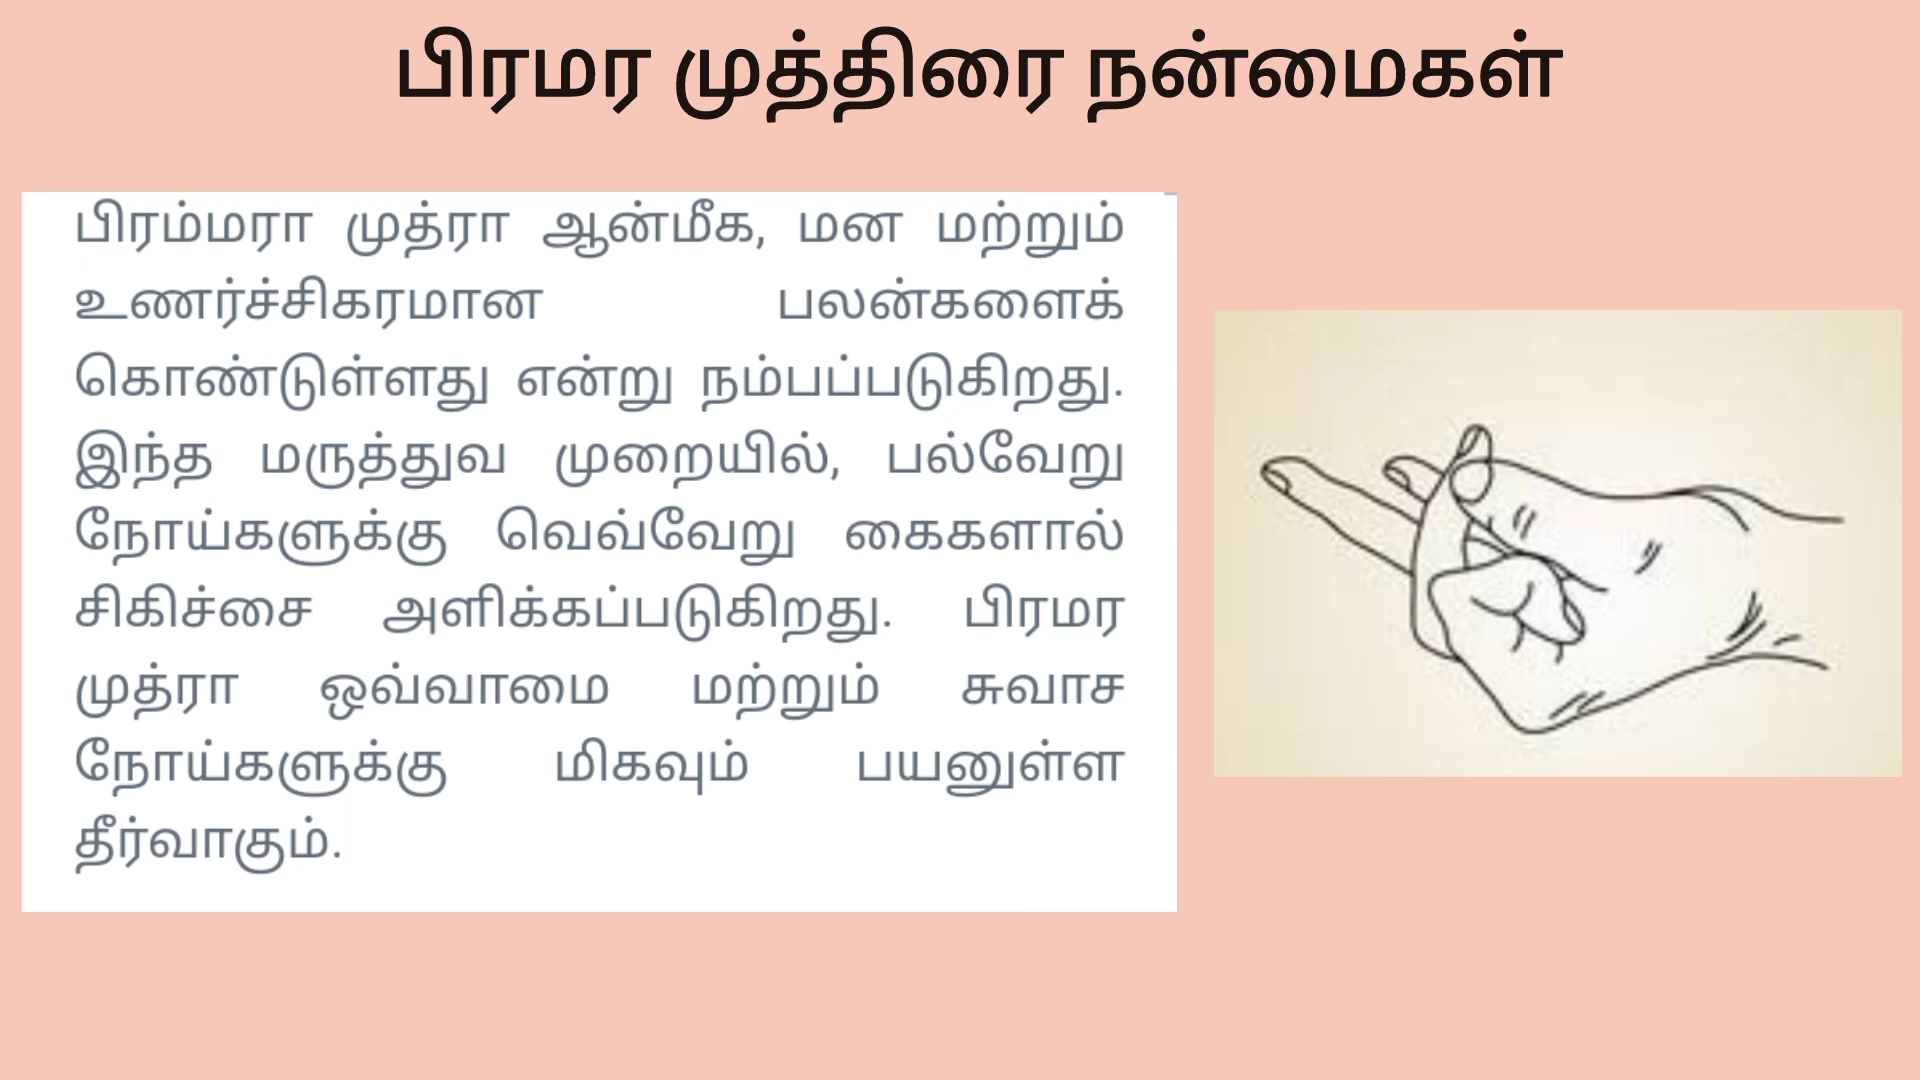 பிரமர முத்திரை நன்மைகள்
பிரம்மரா முத்ரா ஆன்மீக, மன மற்றும்
உணர்ச்சிகரமான பலன்களைக்
கொண்டுள்ளது என்று நம்பப்படுகிறது.
இந்த மருத்துவ முறையில், பல்வேறு
நோய்களுக்கு வெவ்வேறு கைகளால்
சிகிச்சை அளிக்கப்படுகிறது. பிரமர
முத்ரா ஒவ்வாமை மற்றும் சுவாச
நோய்களுக்கு மிகவும் பயனுள்ள
தீர்வாகும்.